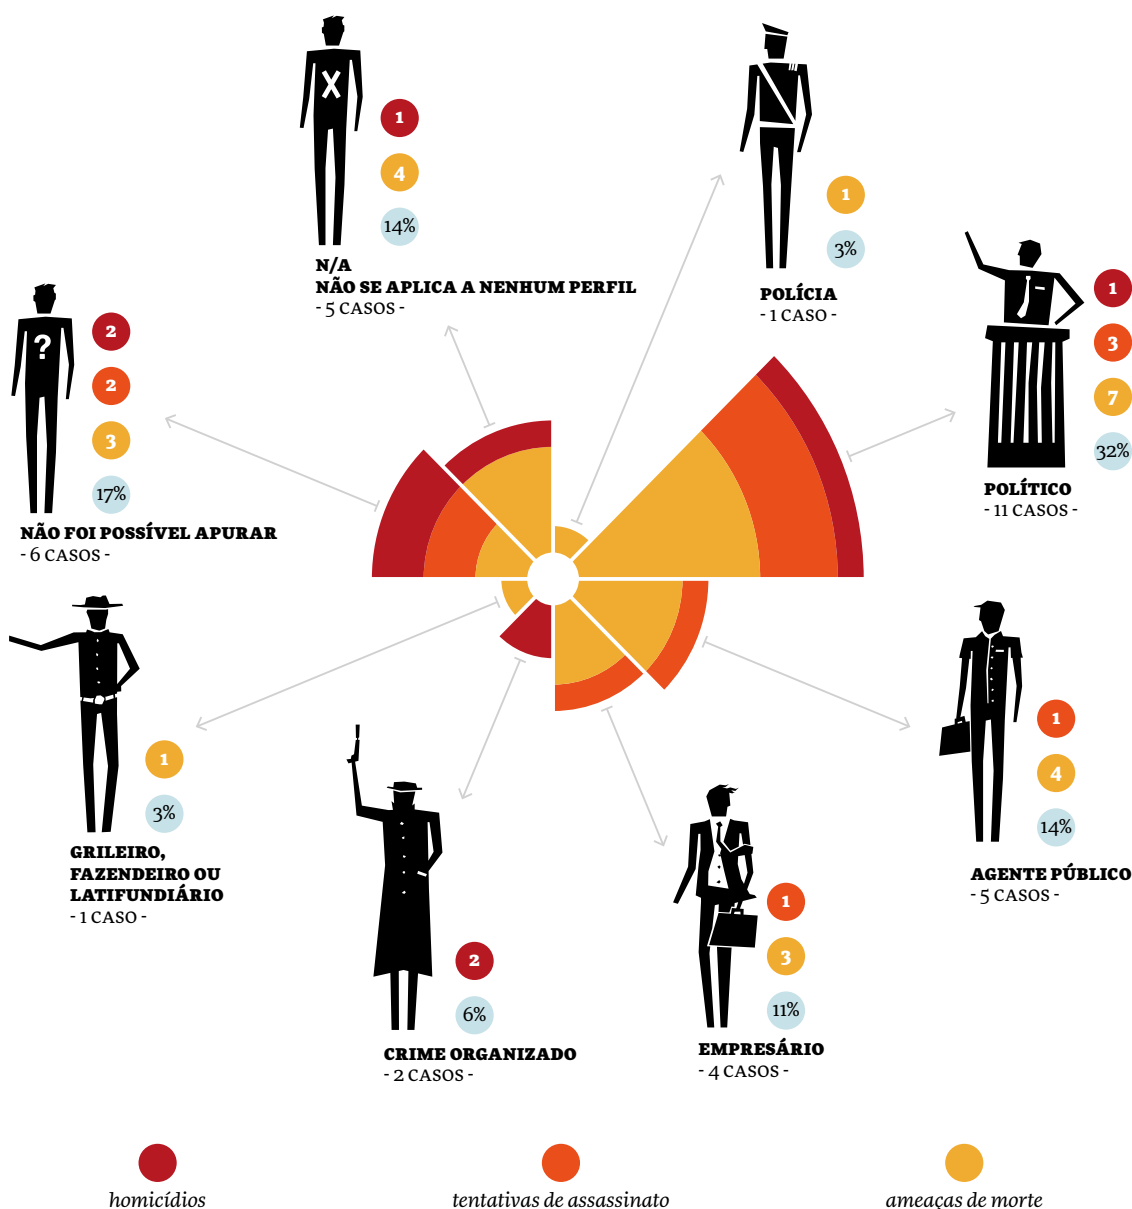 X
1
4
14%
N/A
NÃO SE APLICA A NENHUM PERFIL
- 5 CASOS -
1
3%
POLÍCIA
- 1 CASO -
1
3
7
32%
POLÍTICO
- 11 CASOS -
?
2
2
3
17%
NÃO FOI POSSÍVEL APURAR
- 6 CASOS -
1
3%
GRILEIRO,
FAZENDEIRO OU
LATIFUNDIÁRIO
- 1 CASO -
2
6%
CRIME ORGANIZADO
- 2 CASOS -
1
3
11%
EMPRESÁRIO
- 4 CASOS -
1
4
14%
AGENTE PÚBLICO
- 5 CASOS -
homicídios
tentativas de assassinato
ameaças de morte